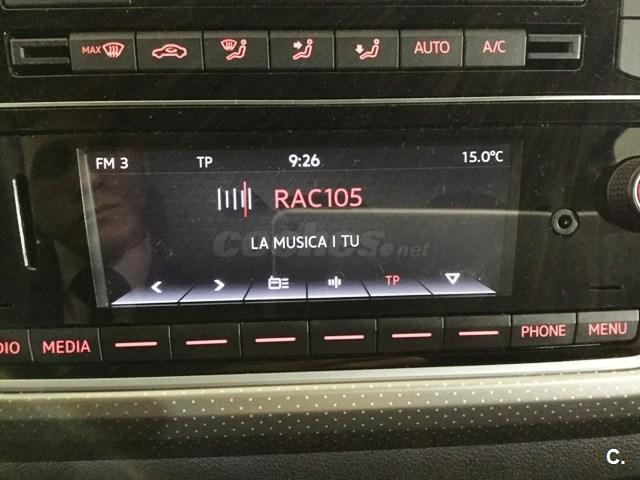 MAX AUTO A/C
FM 3 TP 9:26 15.0°C
RAC105
coches.net
LA MUSICA I TU
TP
MEDIA PHONE MENU
C.